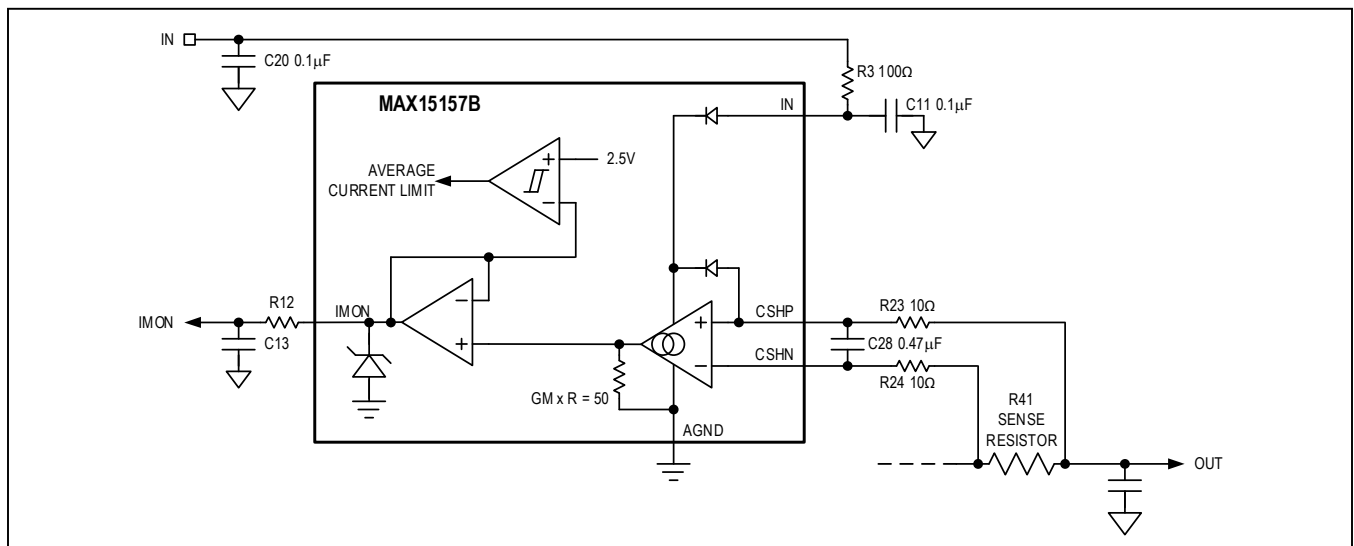 IN
C20 0.1μF
R3 100Ω
MAX15157B
IN
C11 0.1μF
+
2.5V
AVERAGE
CURRENT LIMIT
−
R12
IMON
−
CSHP
R23 10Ω
IMON
+
+
C28 0.47μF
C13
−
CSHN
R24 10Ω
GM x R = 50
R41
SENSE
RESISTOR
AGND
OUT